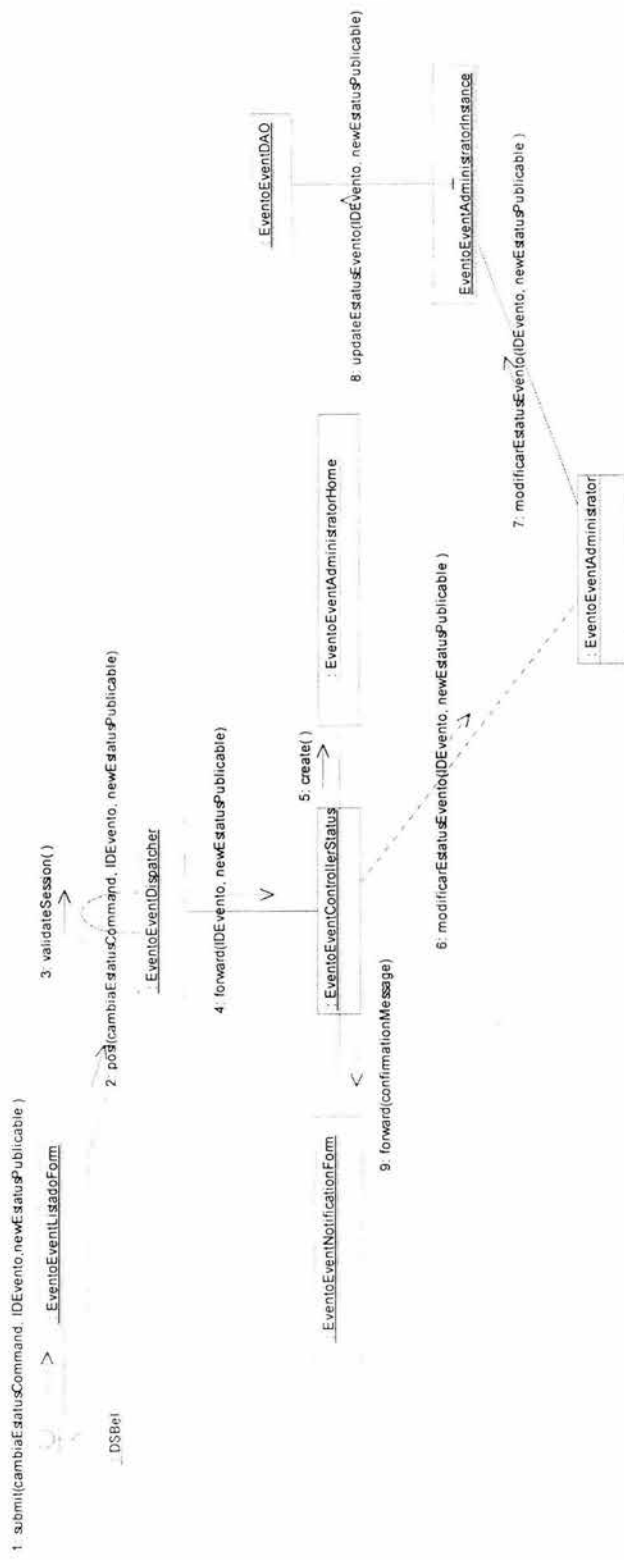 1: submit(cambiaEstatusCommand, IDEvento,newEstatusPublicable )
: DSBel
: EventoEventListadoForm
2: post(cambiaEstatusCommand, IDEvento, newEstatusPublicable)
3: validateSession( )
: EventoEventDispatcher
4: forward(IDEvento, newEstatusPublicable)
: EventoEventNotificationForm
9: forward(confirmationMessage)
: EventoEventControllerStatus
5: create( )
: EventoEventAdministratorHome
6: modificarEstatusEvento(IDEvento, newEstatusPublicable )
: EventoEventAdministrator
7: modificarEstatusEvento(IDEvento, newEstatusPublicable )
EventoEventAdministratorInstance
8: updateEstatusEvento(IDEvento, newEstatusPublicable)
: EventoEventDAO